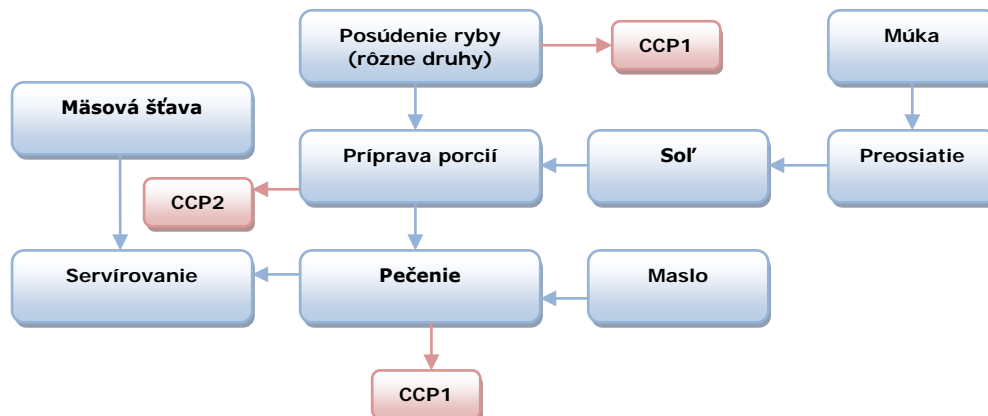 Posúdenie ryby
(rôzne druhy)
CCP1
Múka
Mäsová šťava
Príprava porcií
Soľ
Preosiatie
CCP2
Servírovanie
Pečenie
Maslo
CCP1